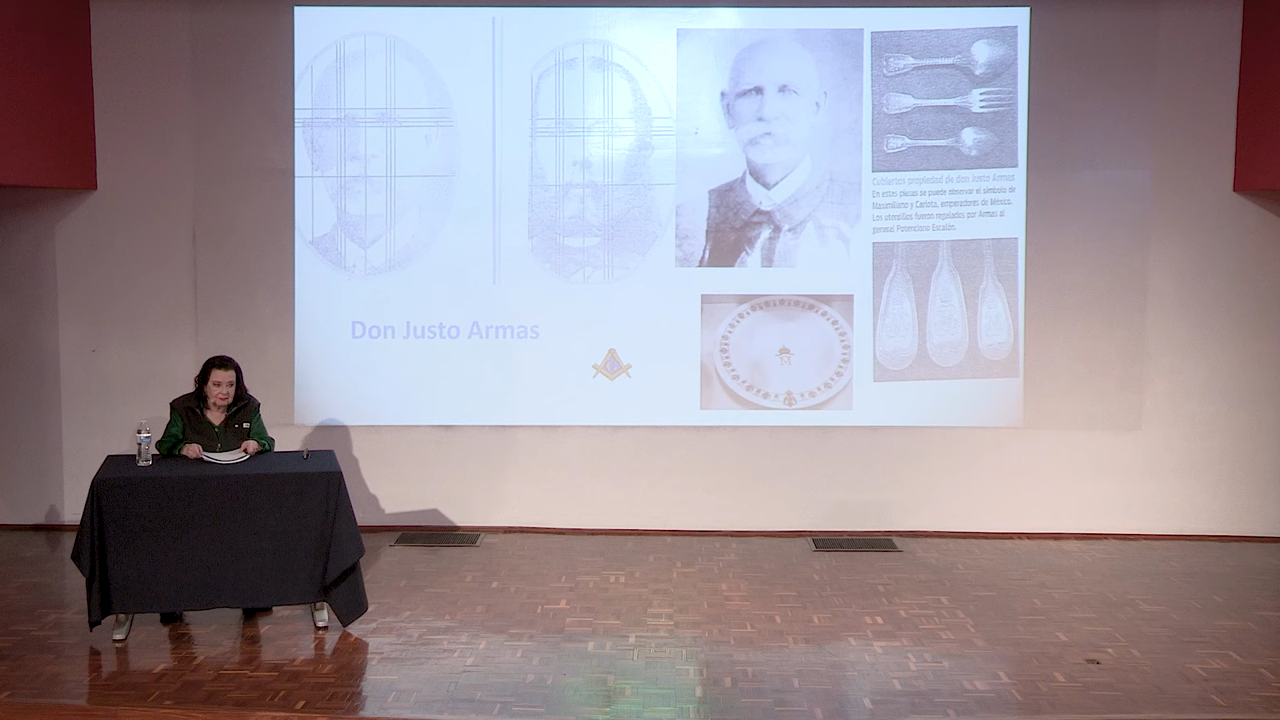 Cubiertos propiedad de don Justo Armas
En estas piezas se puede observar el símbolo de
Maximiliano y Carlota, emperadores de México.
Los utensilios fueron regalados por Armas al
general Potenciano Escalón.
Don Justo Armas
M